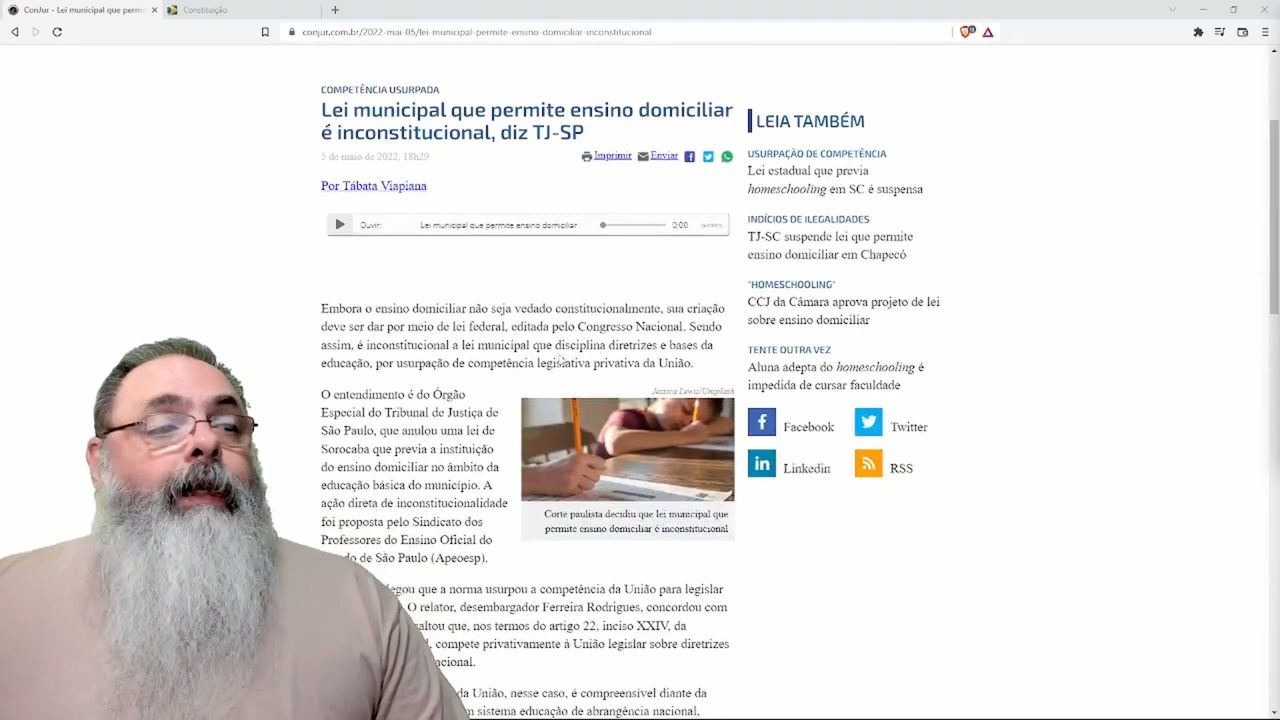 ConJur - Lei municipal que permi
Constituição
conjur.com.br/2022-mai-05/lei-municipal-permite-ensino-domiciliar-inconstitucional
COMPETÊNCIA USURPADA
Lei municipal que permite ensino domiciliar
é inconstitucional, diz TJ-SP
5 de maio de 2022, 18h29
Imprimir Enviar
Por Tábata Viapiana
Ouvir: Lei municipal que permite ensino domiciliar 0:00
Embora o ensino domiciliar não seja vedado constitucionalmente, sua criação
deve ser dar por meio de lei federal, editada pelo Congresso Nacional. Sendo
assim, é inconstitucional a lei municipal que disciplina diretrizes e bases da
educação, por usurpação de competência legislativa privativa da União.
Jessica Lewis/Unsplash
O entendimento é do Órgão
Especial do Tribunal de Justiça de
São Paulo, que anulou uma lei de
Sorocaba que previa a instituição
do ensino domiciliar no âmbito da
educação básica do município. A
ação direta de inconstitucionalidade
foi proposta pelo Sindicato dos
Professores do Ensino Oficial do
do de São Paulo (Apeoesp).
Corte paulista decidiu que lei municipal que
permite ensino domiciliar é inconstitucional
egou que a norma usurpou a competência da União para legislar
O relator, desembargador Ferreira Rodrigues, concordou com
altou que, nos termos do artigo 22, inciso XXIV, da
, compete privativamente à União legislar sobre diretrizes
acional.
da União, nesse caso, é compreensível diante da
m sistema educação de abrangência nacional,
LEIA TAMBÉM
USURPAÇÃO DE COMPETÊNCIA
Lei estadual que previa
homeschooling em SC é suspensa
INDÍCIOS DE ILEGALIDADES
TJ-SC suspende lei que permite
ensino domiciliar em Chapecó
"HOMESCHOOLING"
CCJ da Câmara aprova projeto de lei
sobre ensino domiciliar
TENTE OUTRA VEZ
Aluna adepta do homeschooling é
impedida de cursar faculdade
Facebook Twitter
Linkedin RSS